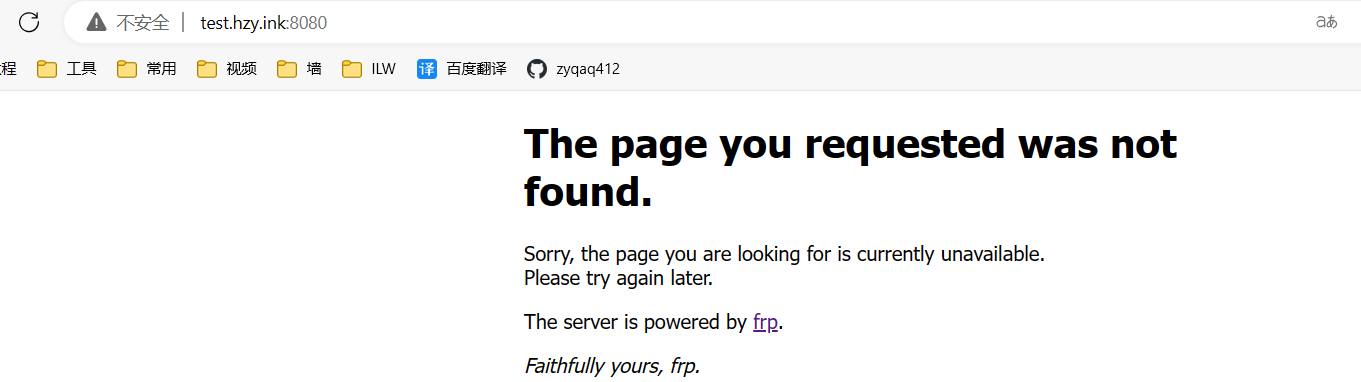 不安全 test.hzy.ink:8080 aあ
程 工具 常用 视频 墙 ILW 译 百度翻译 zyqaq412
The page you requested was not
found.
Sorry, the page you are looking for is currently unavailable.
Please try again later.
The server is powered by frp.
Faithfully yours, frp.